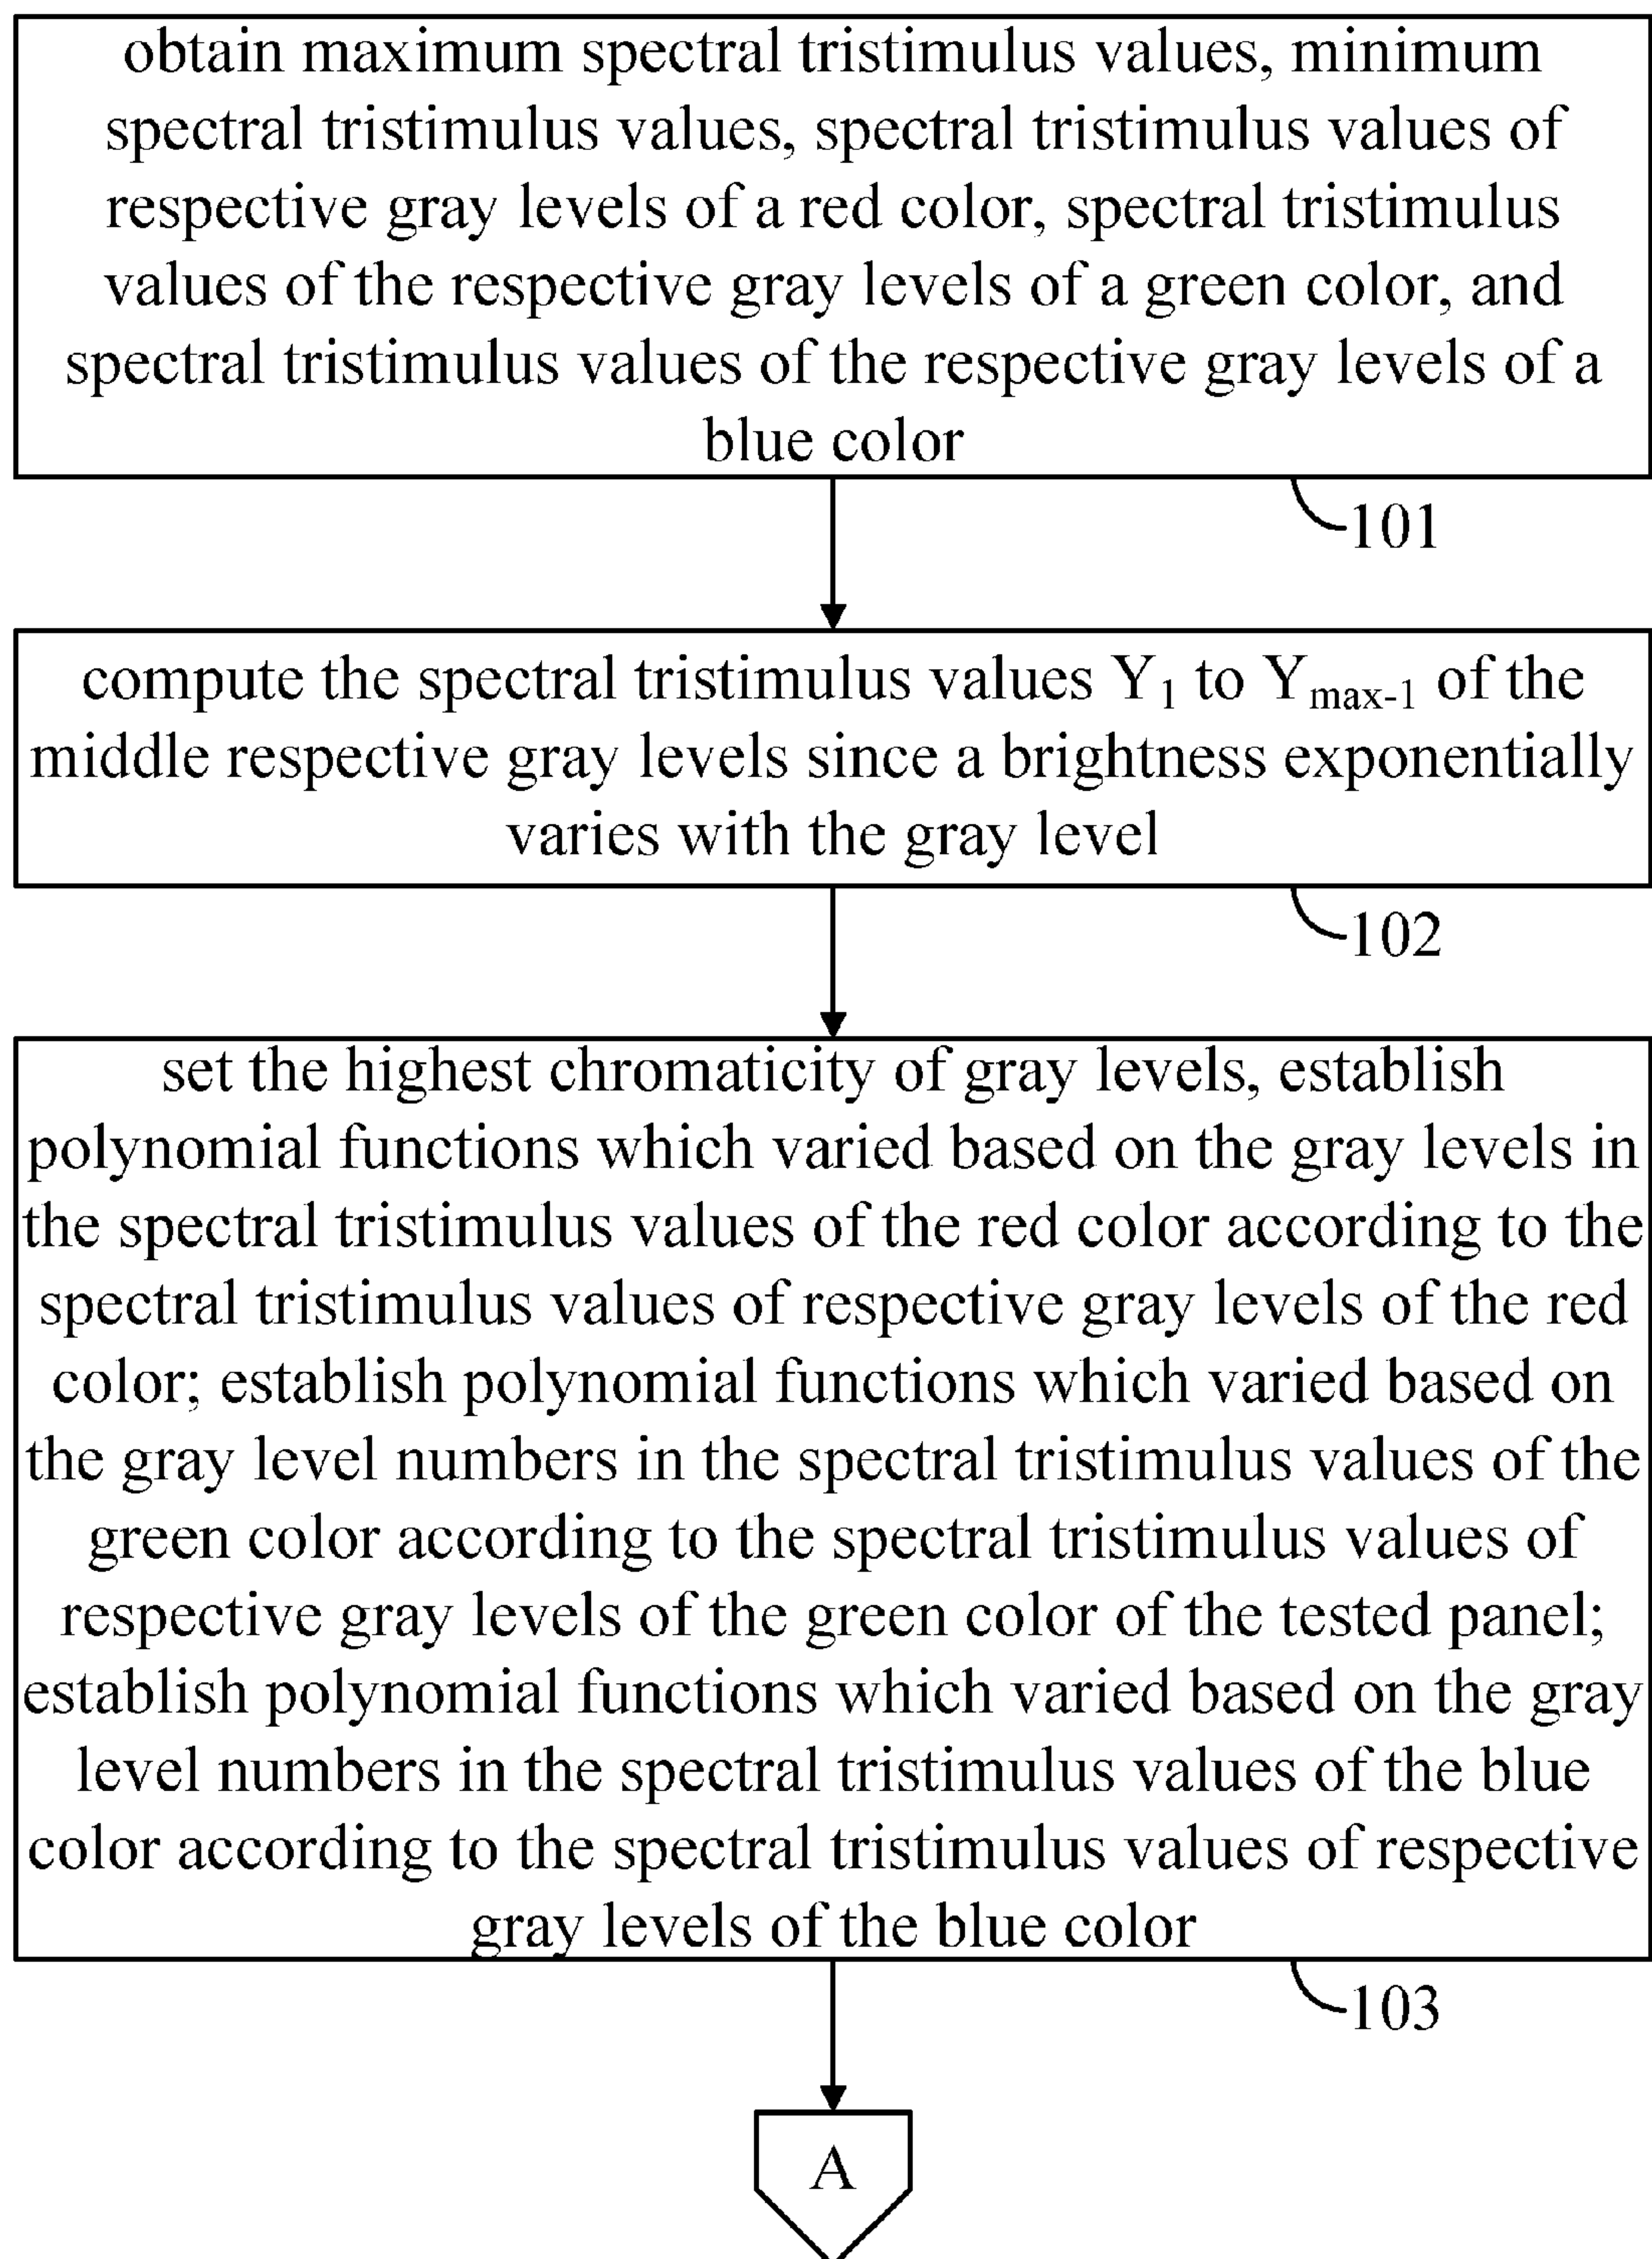 obtain maximum spectral tristimulus values, minimum
spectral tristimulus values, spectral tristimulus values of
respective gray levels of a red color, spectral tristimulus
values of the respective gray levels of a green color, and
spectral tristimulus values of the respective gray levels of a
blue color
101
compute the spectral tristimulus values Y₁ to Yₘₐₓ₋₁ of the
middle respective gray levels since a brightness exponentially
varies with the gray level
102
set the highest chromaticity of gray levels, establish
polynomial functions which varied based on the gray levels in
the spectral tristimulus values of the red color according to the
spectral tristimulus values of respective gray levels of the red
color; establish polynomial functions which varied based on
the gray level numbers in the spectral tristimulus values of the
green color according to the spectral tristimulus values of
respective gray levels of the green color of the tested panel;
establish polynomial functions which varied based on the gray
level numbers in the spectral tristimulus values of the blue
color according to the spectral tristimulus values of respective
gray levels of the blue color
103
A